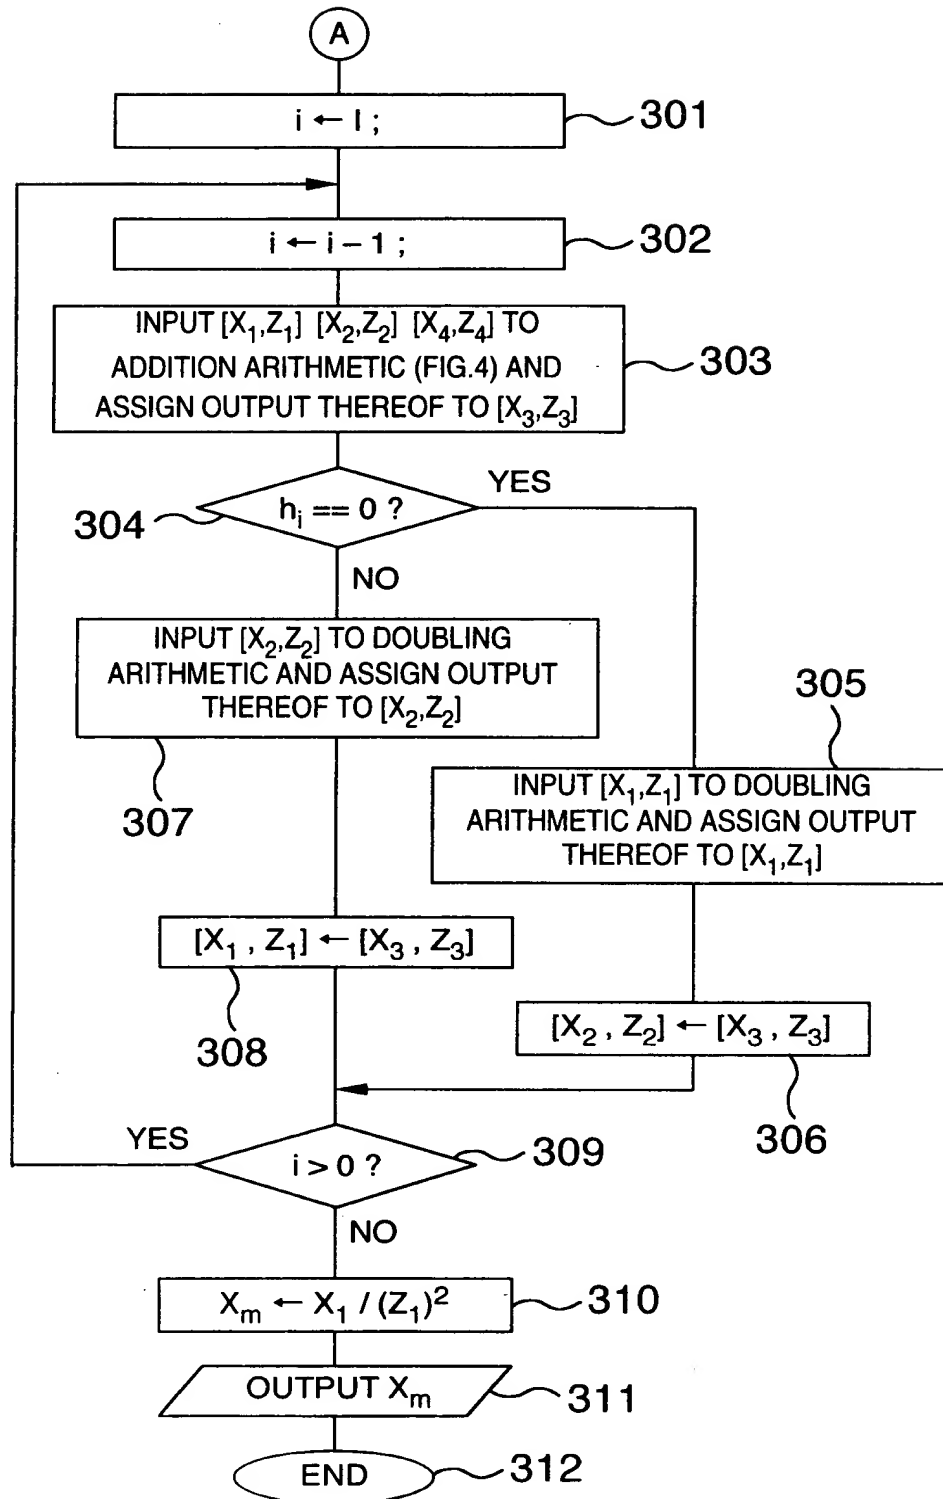 A
i ← l ;
301
i ← i – 1 ;
302
INPUT [X₁,Z₁] [X₂,Z₂] [X₄,Z₄] TO
ADDITION ARITHMETIC (FIG.4) AND
ASSIGN OUTPUT THEREOF TO [X₃,Z₃]
303
hᵢ == 0 ?
304
YES
NO
INPUT [X₂,Z₂] TO DOUBLING
ARITHMETIC AND ASSIGN OUTPUT
THEREOF TO [X₂,Z₂]
307
305
INPUT [X₁,Z₁] TO DOUBLING
ARITHMETIC AND ASSIGN OUTPUT
THEREOF TO [X₁,Z₁]
[X₁ , Z₁] ← [X₃ , Z₃]
308
[X₂ , Z₂] ← [X₃ , Z₃]
306
YES
i > 0 ?
309
NO
Xₘ ← X₁ / (Z₁)²
310
OUTPUT Xₘ
311
END
312